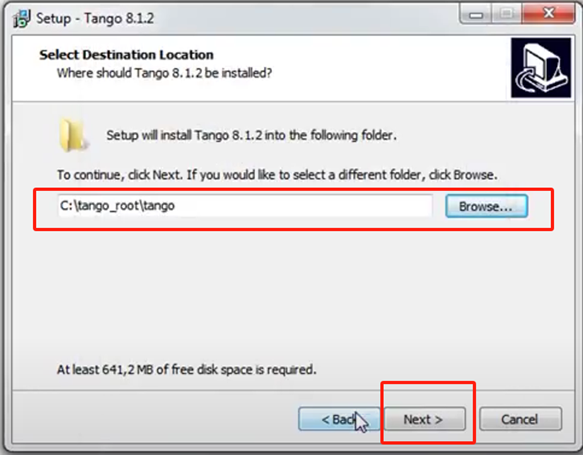 Setup - Tango 8.1.2
Select Destination Location
Where should Tango 8.1.2 be installed?
Setup will install Tango 8.1.2 into the following folder.
To continue, click Next. If you would like to select a different folder, click Browse.
C:\tango_root\tango
Browse...
At least 641,2 MB of free disk space is required.
< Back
Next >
Cancel